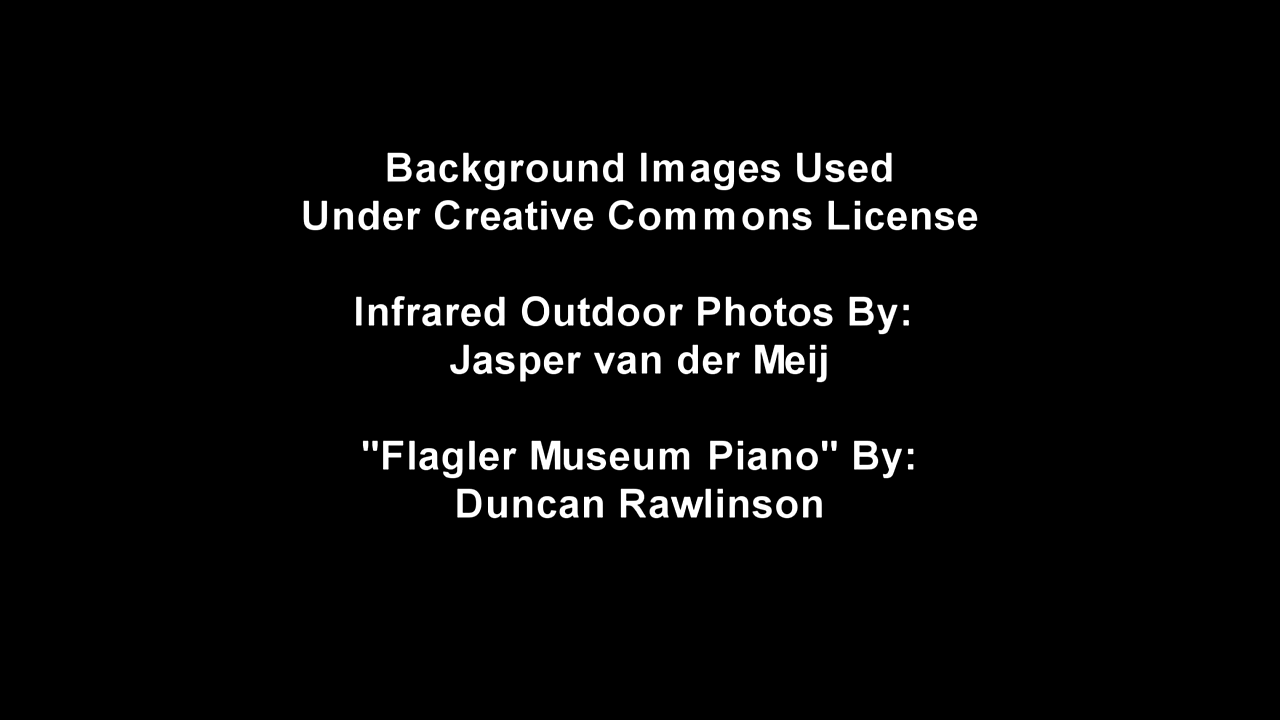 Background Images Used
Under Creative Commons License
Infrared Outdoor Photos By:
Jasper van der Meij
"Flagler Museum Piano" By:
Duncan Rawlinson